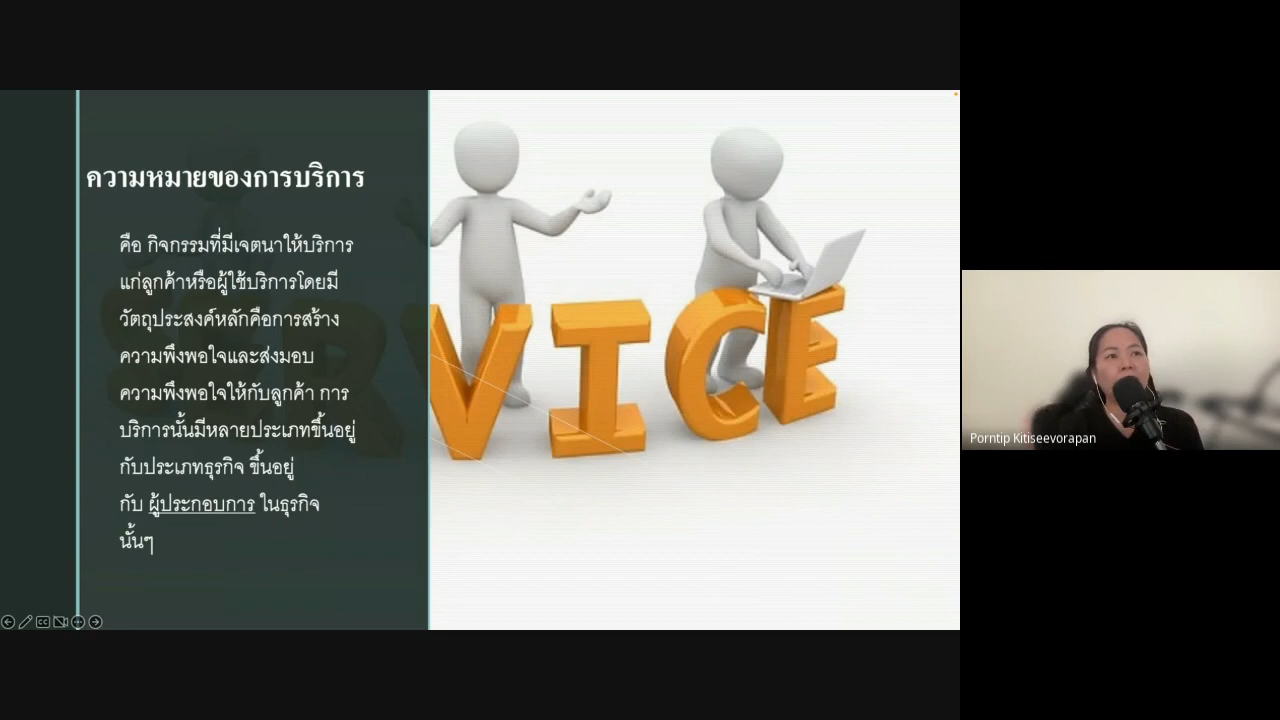 ความหมายของการบริการ
คือ กิจกรรมที่มีเจตนาให้บริการ
แก่ลูกค้าหรือผู้ใช้บริการโดยมี
วัตถุประสงค์หลักคือการสร้าง
ความพึงพอใจและส่งมอบ
ความพึงพอใจให้กับลูกค้า การ
บริการนั้นมีหลายประเภทขึ้นอยู่
กับประเภทธุรกิจ ขึ้นอยู่
กับ ผู้ประกอบการ ในธุรกิจ
นั้นๆ
SERVICE
Porntip Kitiseevorapan